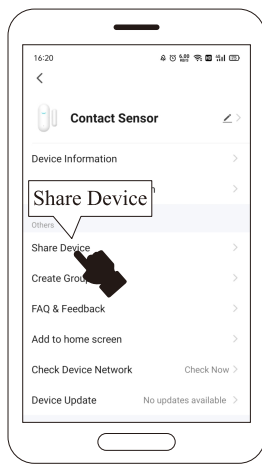 16:20
Contact Sensor
Device Information
Share Device
Others
Share Device
Create Group
FAQ & Feedback
Add to home screen
Check Device Network Check Now
Device Update No updates available